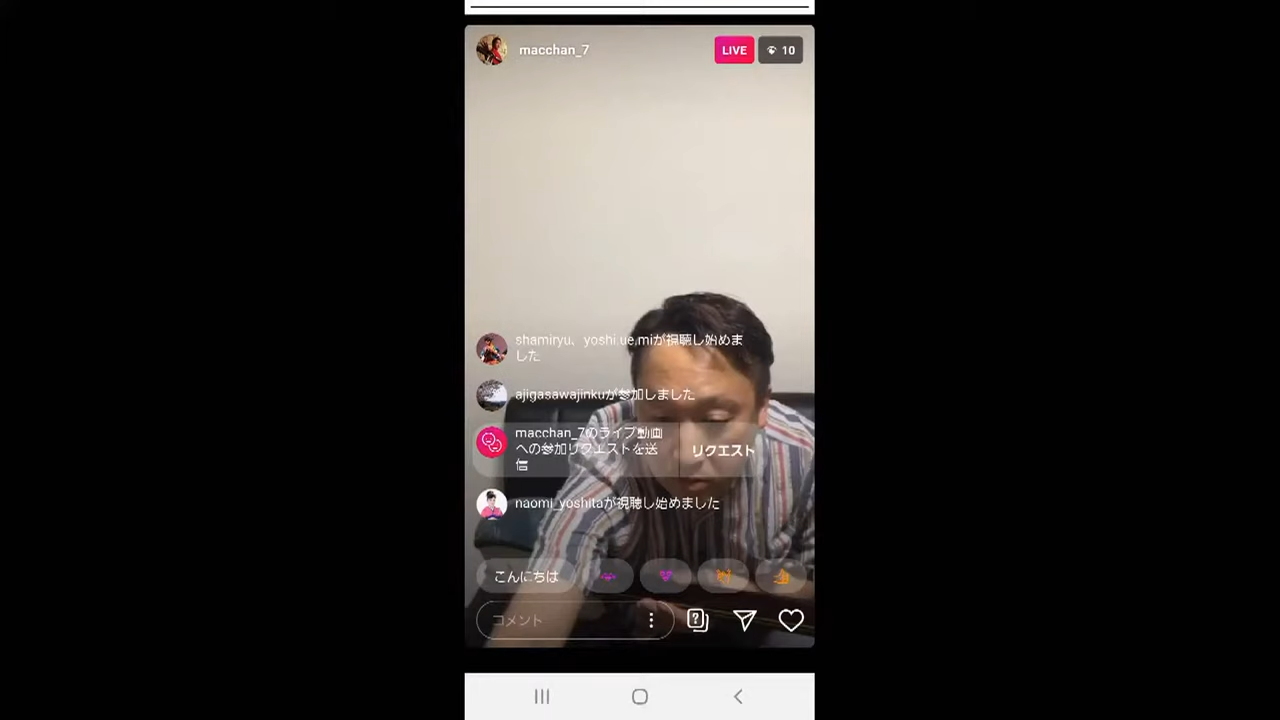 macchan_7
LIVE
10
shamiryu、yoshi.ue.miが視聴し始めま
した
ajigasawajinkuが参加しました
macchan_7のライブ動画
への参加リクエストを送
信
リクエスト
naomi_yoshitaが視聴し始めました
こんにちは
コメント